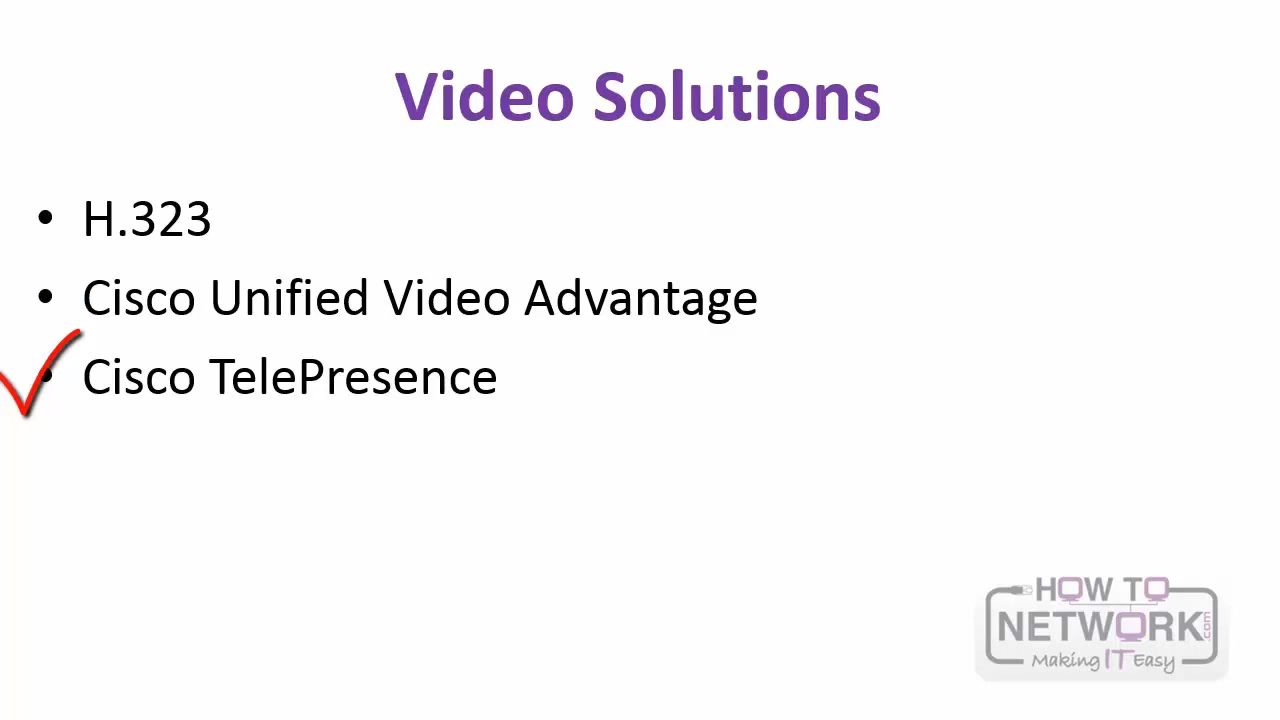 Video Solutions
• H.323
• Cisco Unified Video Advantage
• Cisco TelePresence
HOW TO
NETWORK.com
Making IT Easy